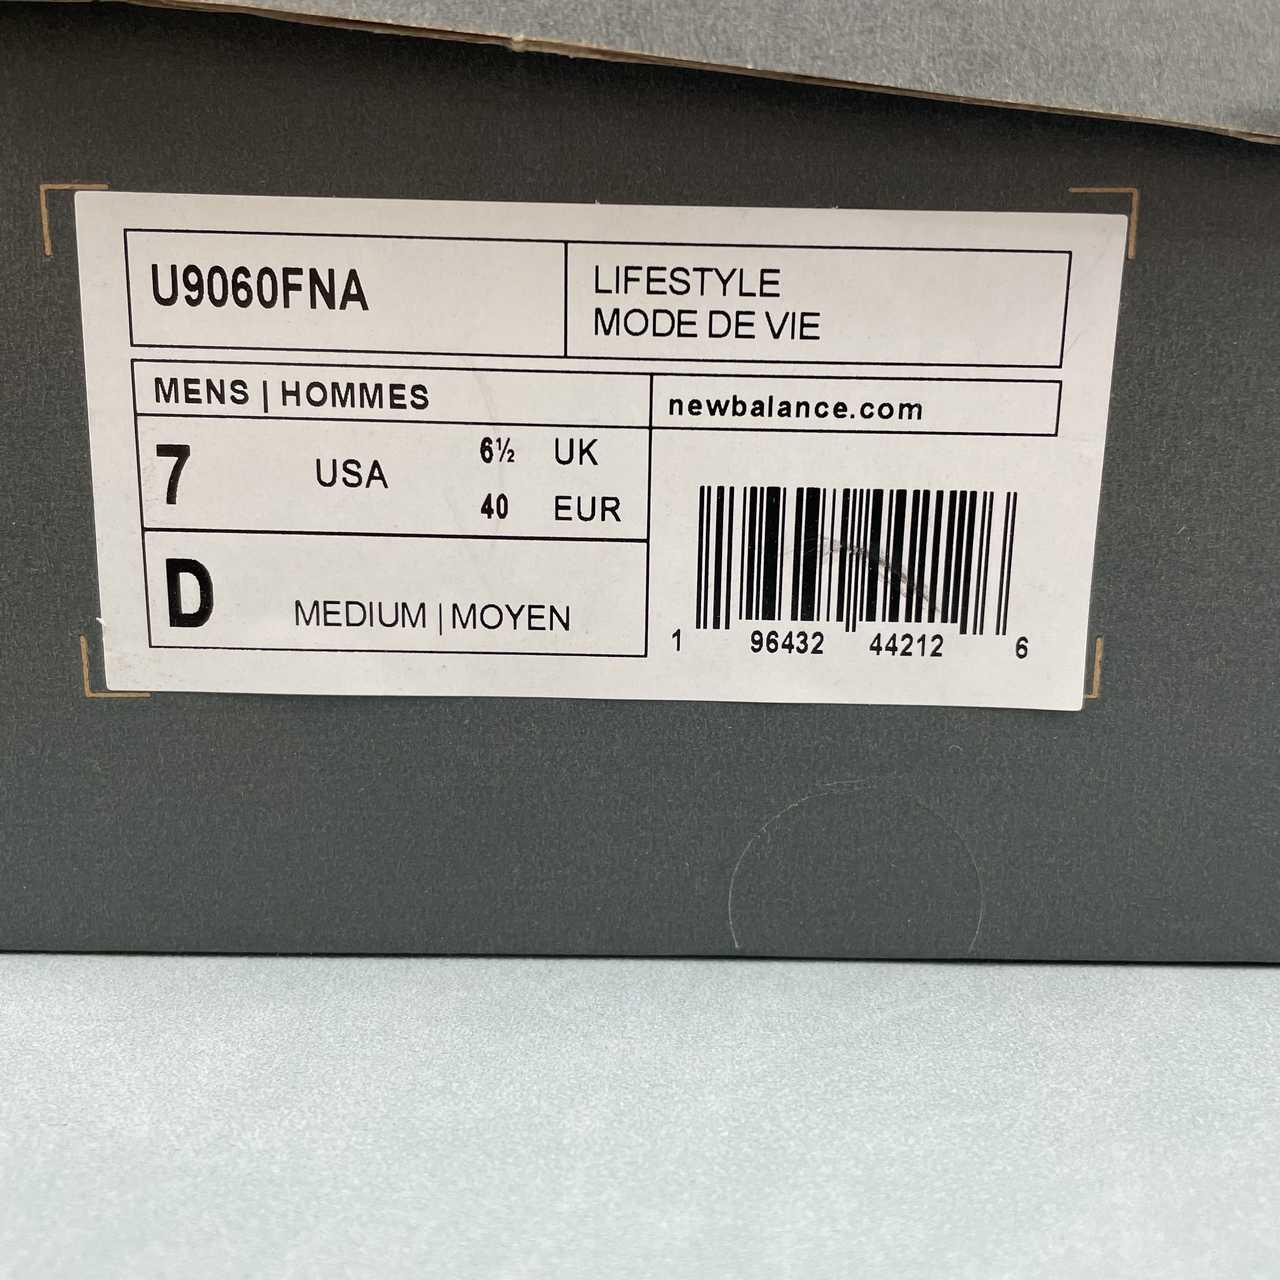 U9060FNA
LIFESTYLE
MODE DE VIE
MENS | HOMMES
newbalance.com
7 USA 6½ UK
40 EUR
D MEDIUM | MOYEN
1 96432 44212 6